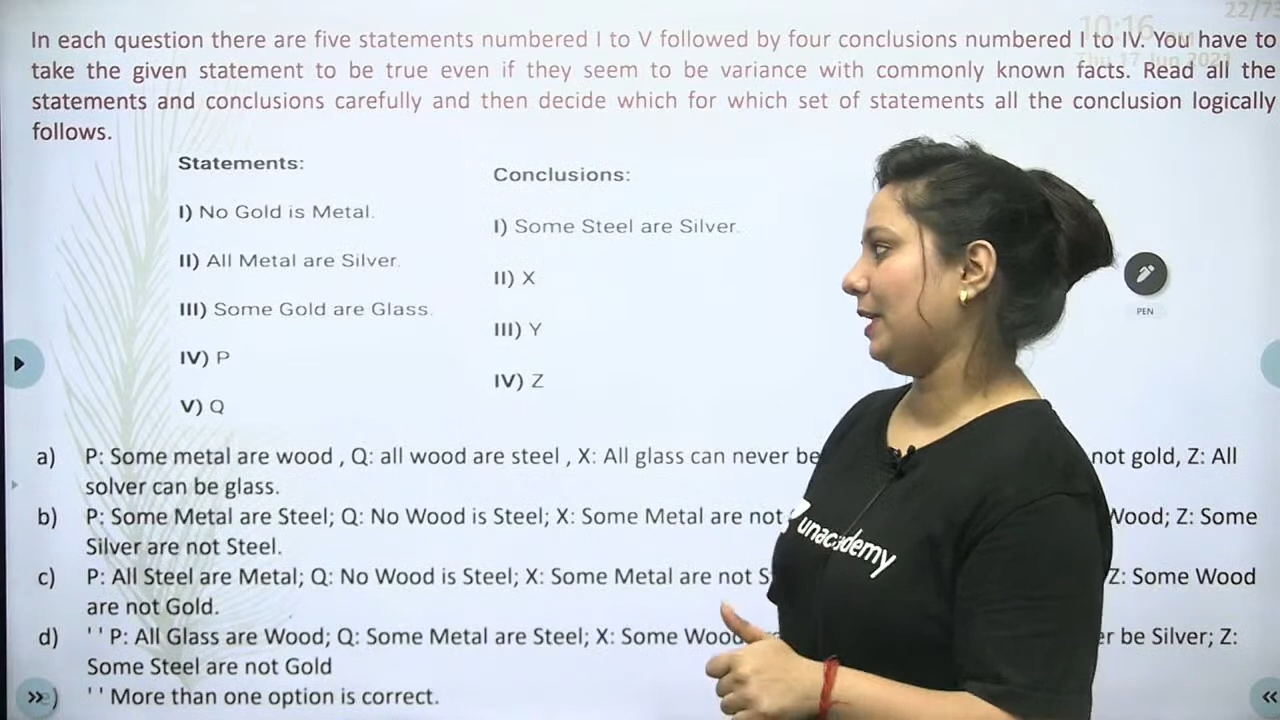 22/73
10:16
Thu 17 Jun 2021
In each question there are five statements numbered I to V followed by four conclusions numbered I to IV. You have to
take the given statement to be true even if they seem to be variance with commonly known facts. Read all the
statements and conclusions carefully and then decide which for which set of statements all the conclusion logically
follows.
Statements:
I) No Gold is Metal.
II) All Metal are Silver.
III) Some Gold are Glass.
IV) P
V) Q
Conclusions:
I) Some Steel are Silver.
II) X
III) Y
IV) Z
PEN
a) P: Some metal are wood , Q: all wood are steel , X: All glass can never be not gold, Z: All
solver can be glass.
b) P: Some Metal are Steel; Q: No Wood is Steel; X: Some Metal are not Wood; Z: Some
Silver are not Steel.
c) P: All Steel are Metal; Q: No Wood is Steel; X: Some Metal are not S Z: Some Wood
are not Gold.
d) ' ' P: All Glass are Wood; Q: Some Metal are Steel; X: Some Wood er be Silver; Z:
Some Steel are not Gold
e) ' ' More than one option is correct.
unacademy